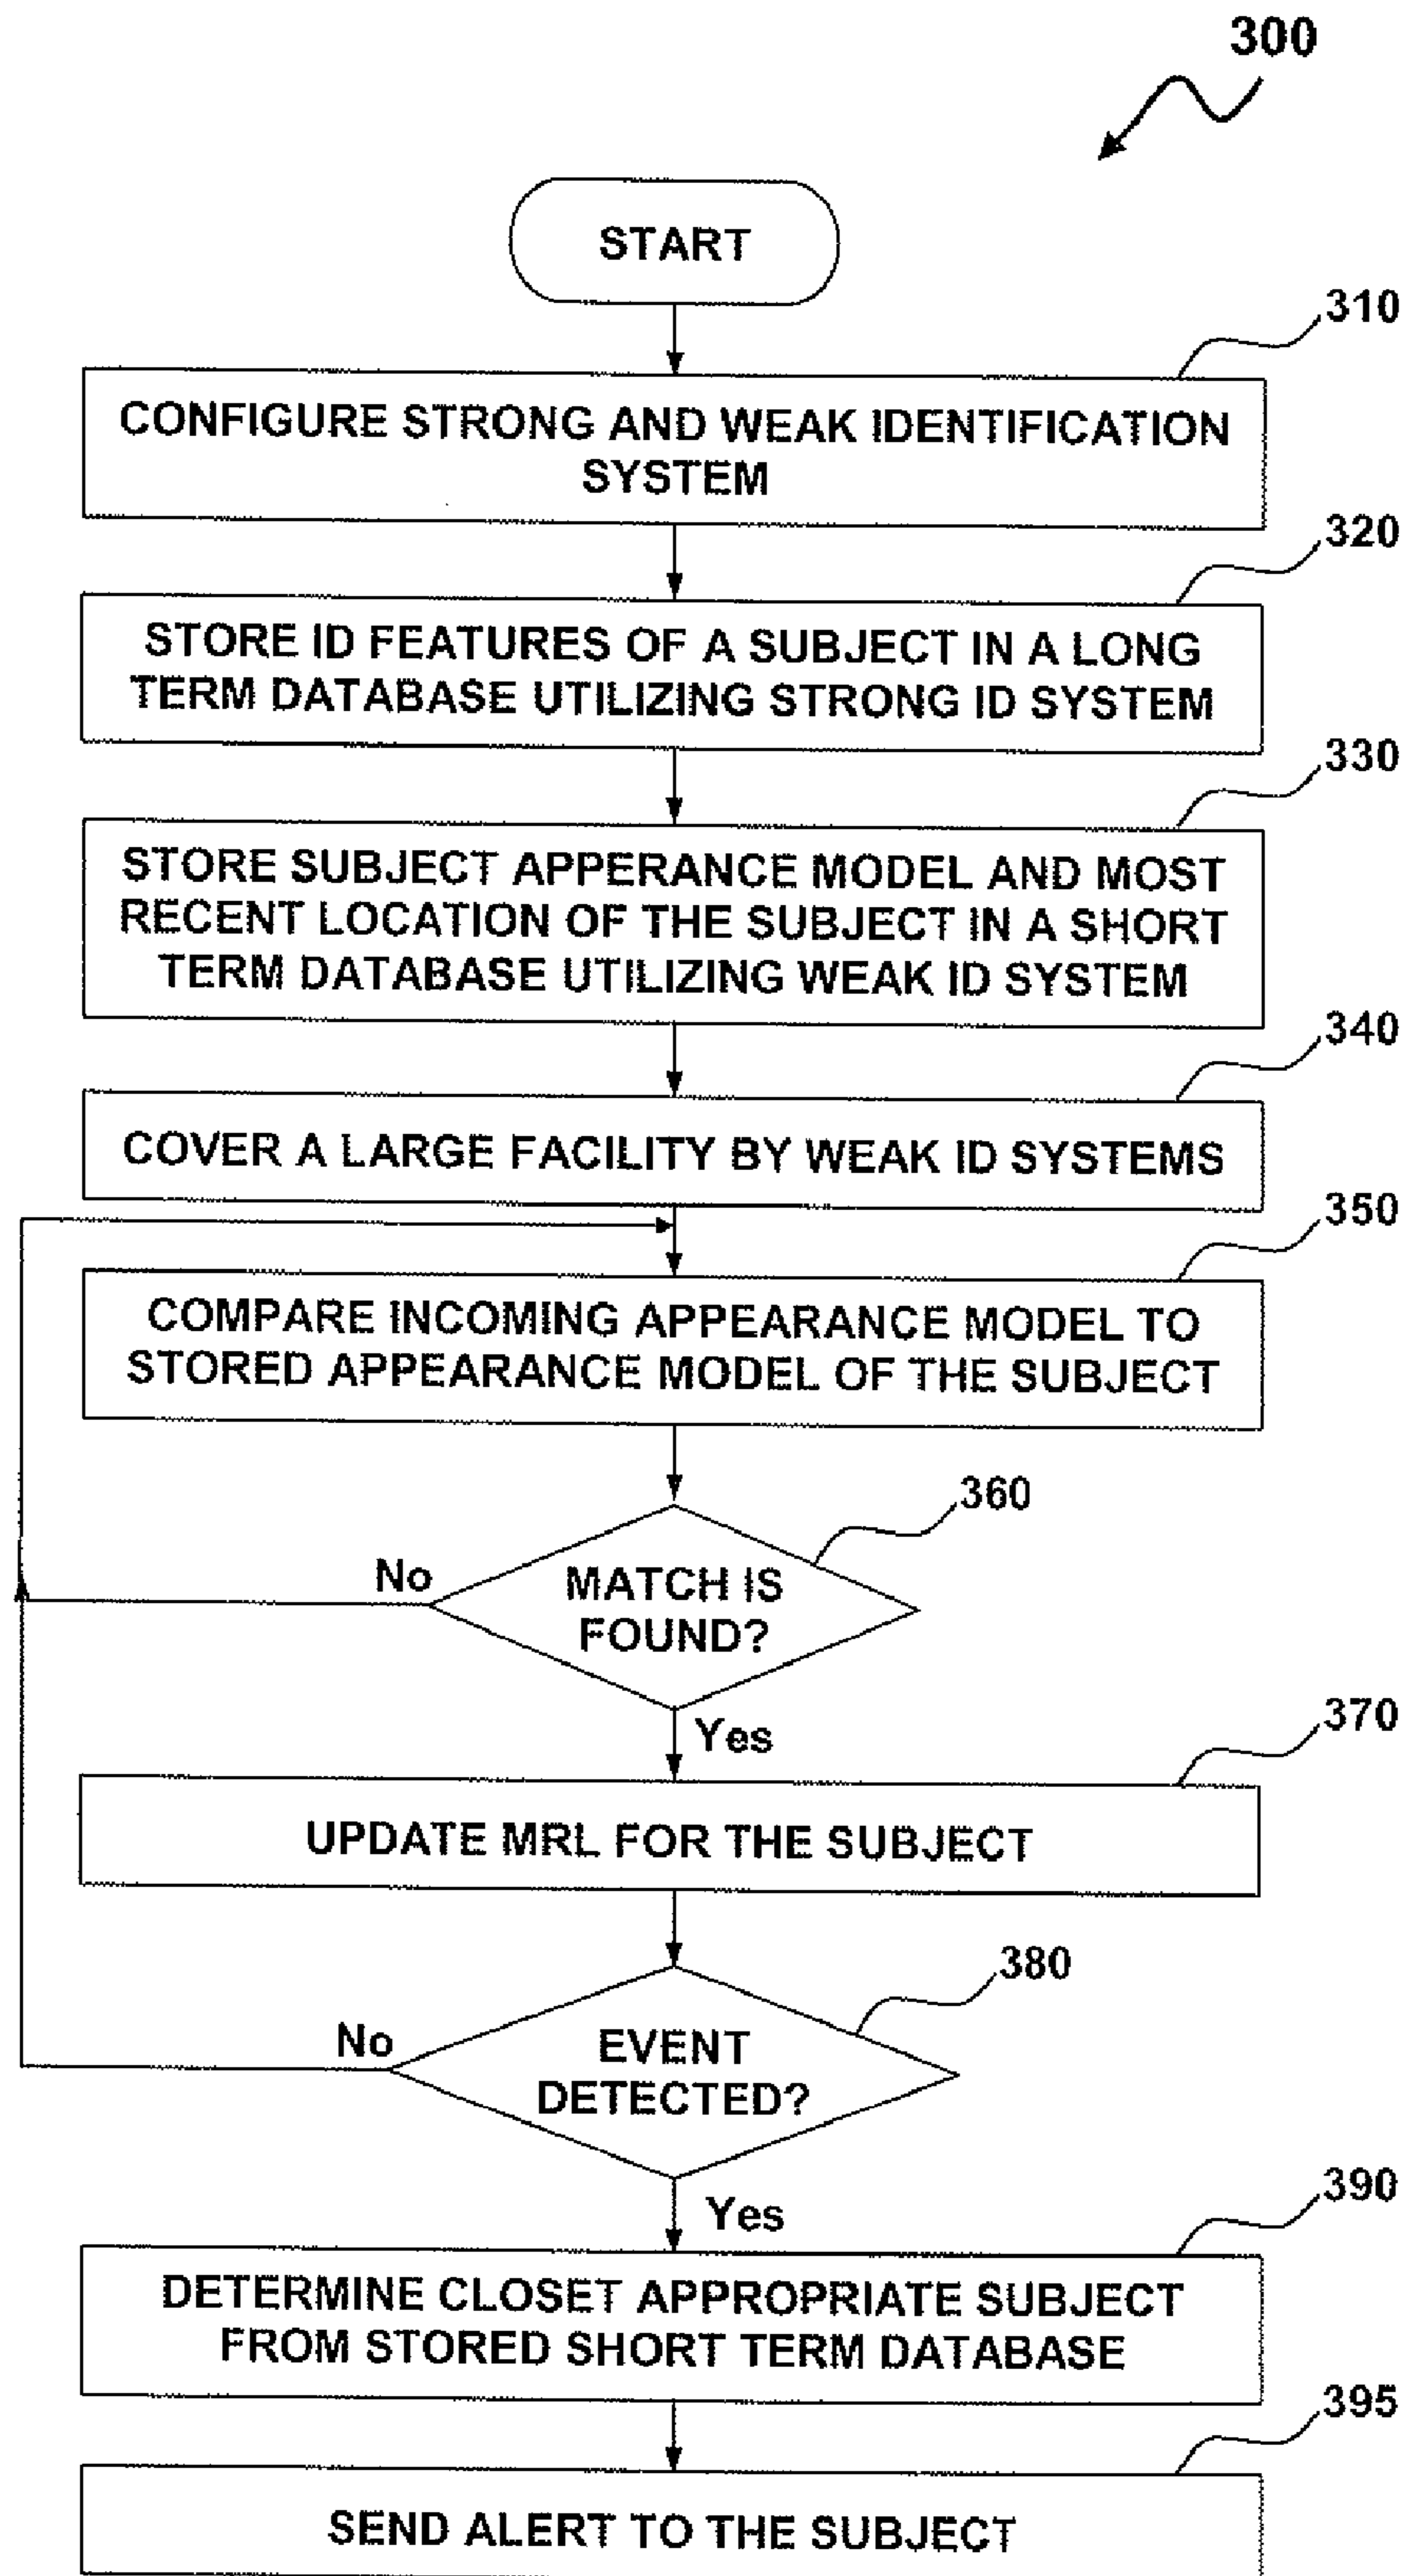 300
START
310
CONFIGURE STRONG AND WEAK IDENTIFICATION
SYSTEM
320
STORE ID FEATURES OF A SUBJECT IN A LONG
TERM DATABASE UTILIZING STRONG ID SYSTEM
330
STORE SUBJECT APPERANCE MODEL AND MOST
RECENT LOCATION OF THE SUBJECT IN A SHORT
TERM DATABASE UTILIZING WEAK ID SYSTEM
340
COVER A LARGE FACILITY BY WEAK ID SYSTEMS
350
COMPARE INCOMING APPEARANCE MODEL TO
STORED APPEARANCE MODEL OF THE SUBJECT
360
No
MATCH IS
FOUND?
Yes
370
UPDATE MRL FOR THE SUBJECT
380
No
EVENT
DETECTED?
Yes
390
DETERMINE CLOSET APPROPRIATE SUBJECT
FROM STORED SHORT TERM DATABASE
395
SEND ALERT TO THE SUBJECT